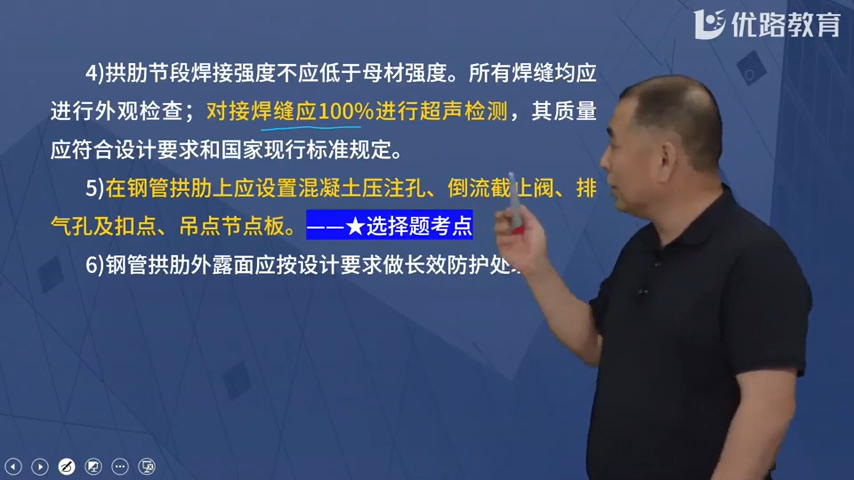 优路教育
4)拱肋节段焊接强度不应低于母材强度。所有焊缝均应
进行外观检查；对接焊缝应100%进行超声检测，其质量
应符合设计要求和国家现行标准规定。
5)在钢管拱肋上应设置混凝土压注孔、倒流截止阀、排
气孔及扣点、吊点节点板。——★选择题考点
6)钢管拱肋外露面应按设计要求做长效防护处